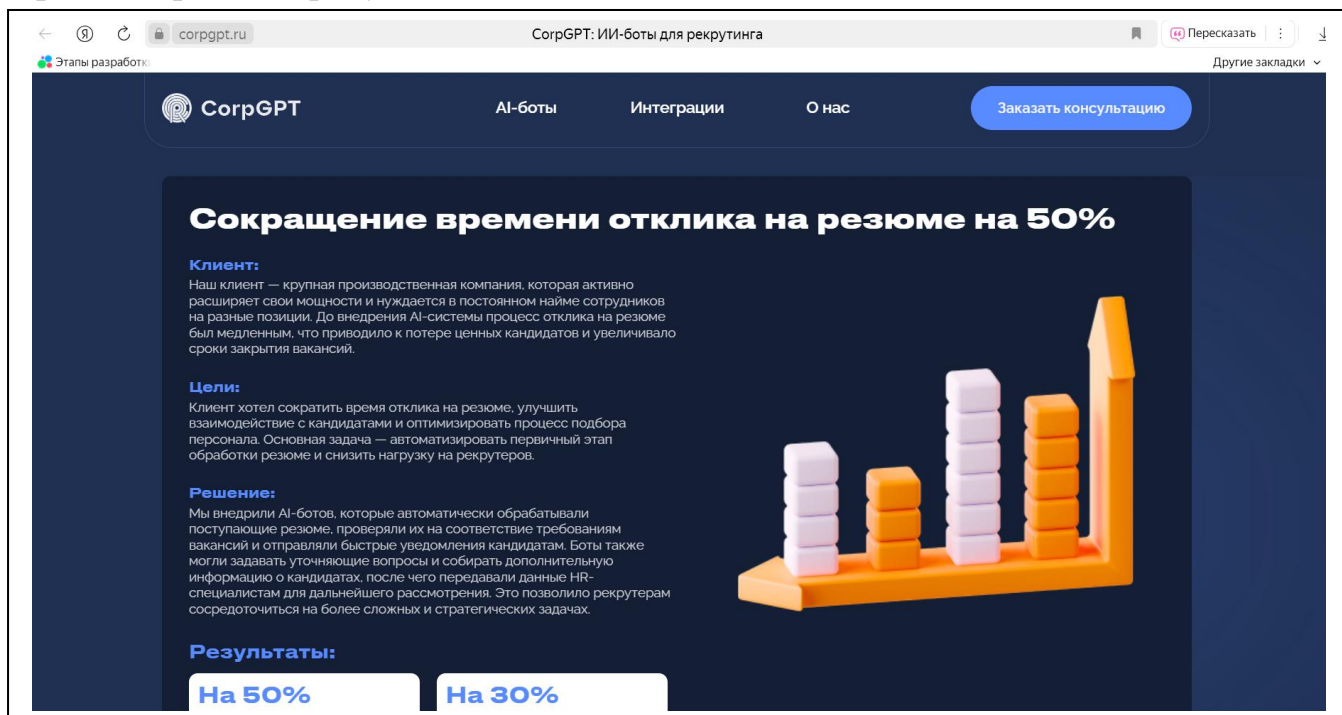 corpgpt.ru
CorpGPT: ИИ-боты для рекрутинга
Пересказать
Этапы разработк
Другие закладки
CorpGPT
AI-боты
Интеграции
О нас
Заказать консультацию
Сокращение времени отклика на резюме на 50%
Клиент:
Наш клиент — крупная производственная компания, которая активно
расширяет свои мощности и нуждается в постоянном найме сотрудников
на разные позиции. До внедрения AI-системы процесс отклика на резюме
был медленным, что приводило к потере ценных кандидатов и увеличивало
сроки закрытия вакансий.
Цели:
Клиент хотел сократить время отклика на резюме, улучшить
взаимодействие с кандидатами и оптимизировать процесс подбора
персонала. Основная задача — автоматизировать первичный этап
обработки резюме и снизить нагрузку на рекрутеров.
Решение:
Мы внедрили AI-ботов, которые автоматически обрабатывали
поступающие резюме, проверяли их на соответствие требованиям
вакансий и отправляли быстрые уведомления кандидатам. Боты также
могли задавать уточняющие вопросы и собирать дополнительную
информацию о кандидатах, после чего передавали данные HR-
специалистам для дальнейшего рассмотрения. Это позволило рекрутерам
сосредоточиться на более сложных и стратегических задачах.
Результаты:
На 50%
На 30%